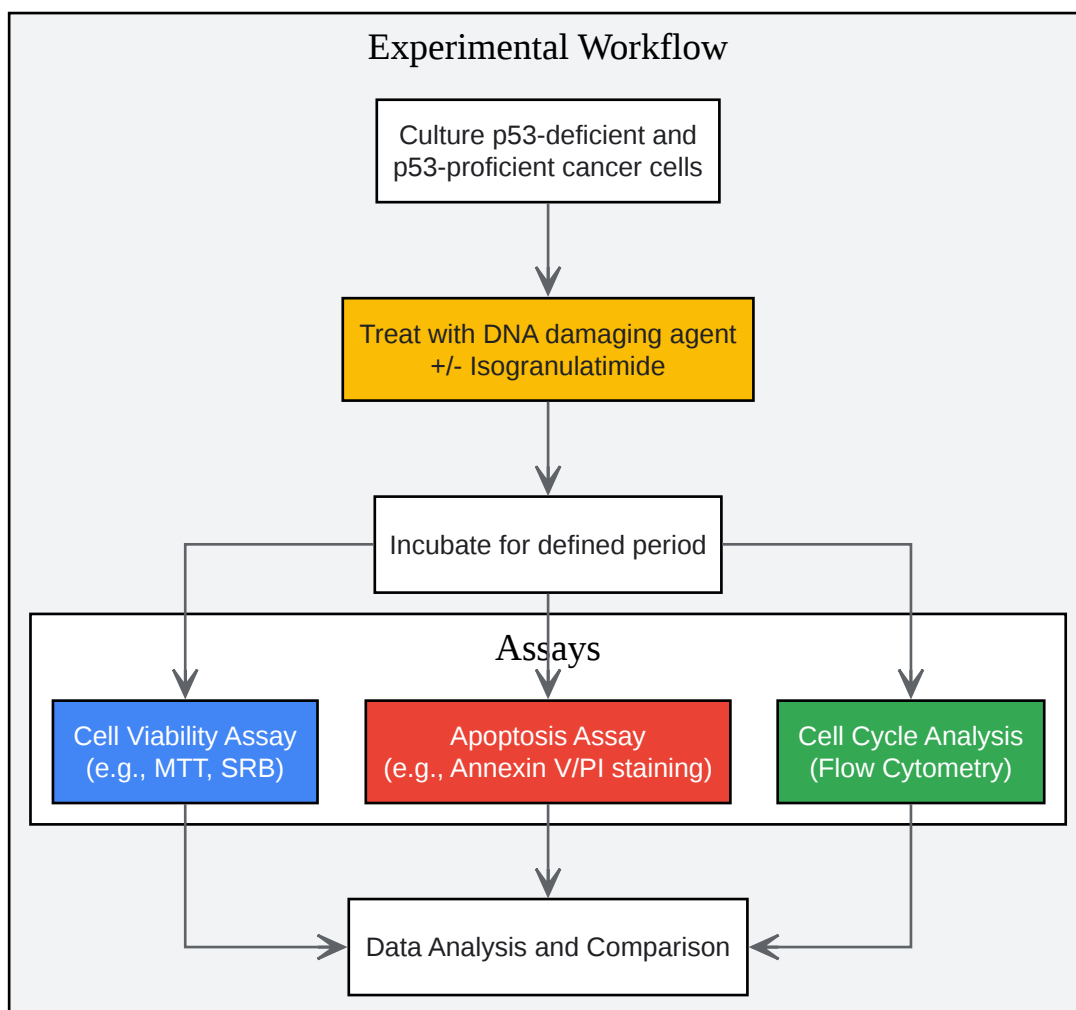 Experimental Workflow
Culture p53-deficient and
p53-proficient cancer cells
Treat with DNA damaging agent
+/- Isogranulatimide
Incubate for defined period
Assays
Cell Viability Assay
(e.g., MTT, SRB)
Apoptosis Assay
(e.g., Annexin V/PI staining)
Cell Cycle Analysis
(Flow Cytometry)
Data Analysis and Comparison